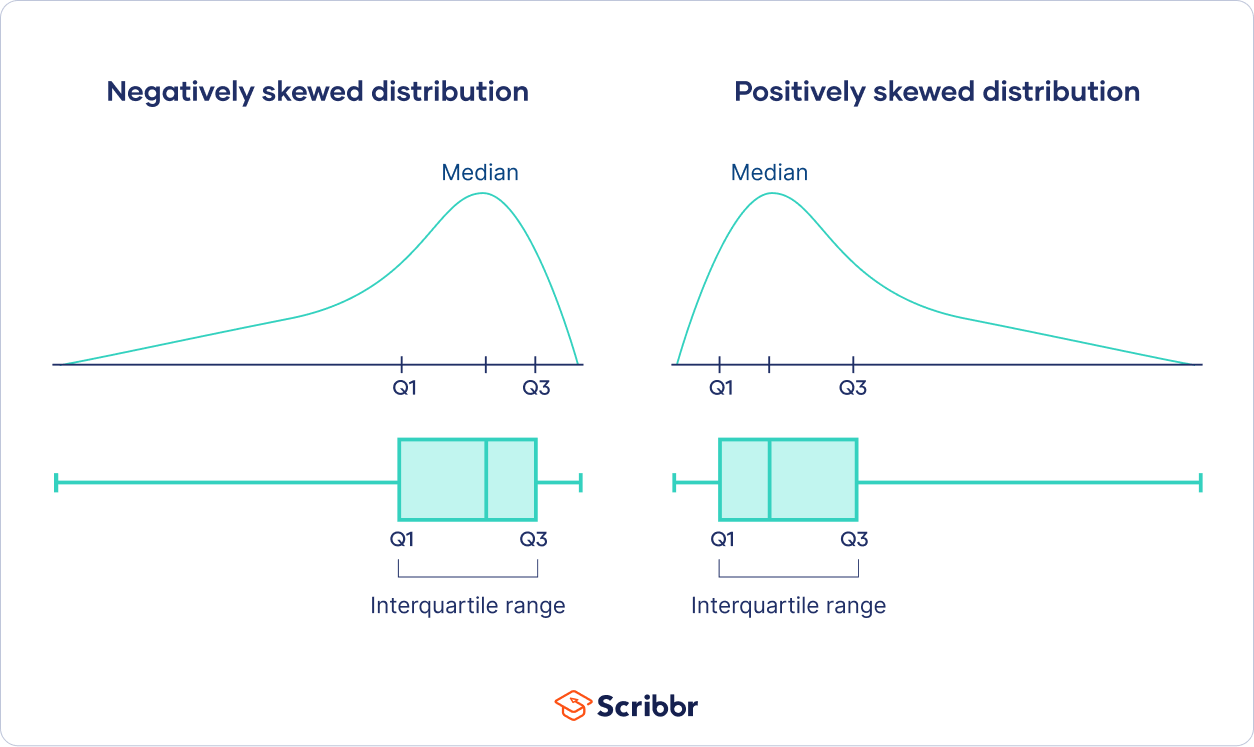 Negatively skewed distribution
Positively skewed distribution
Median
Median
Q1
Q3
Q1
Q3
Q1
Q3
Q1
Q3
Interquartile range
Interquartile range
Scribbr